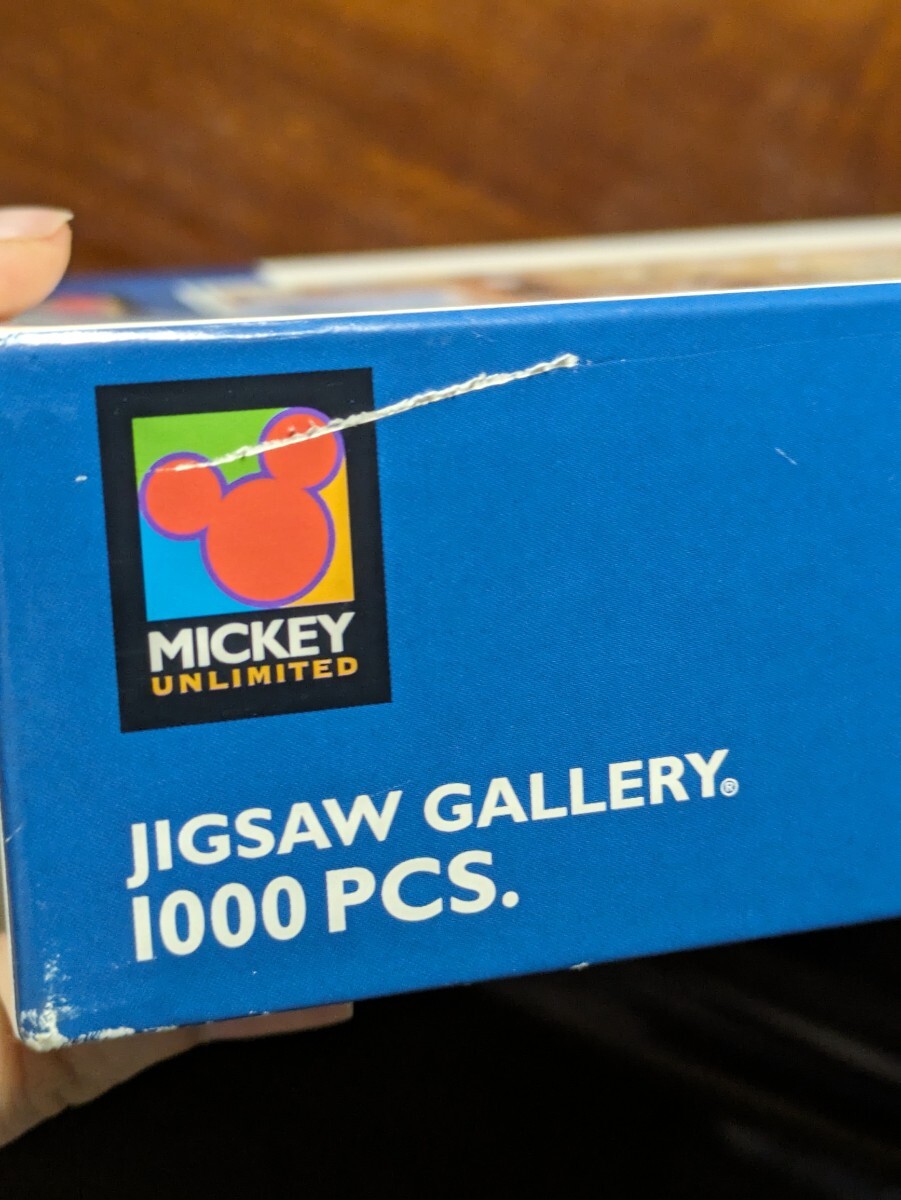 MICKEY
UNLIMITED
JIGSAW GALLERY®
1000 PCS.